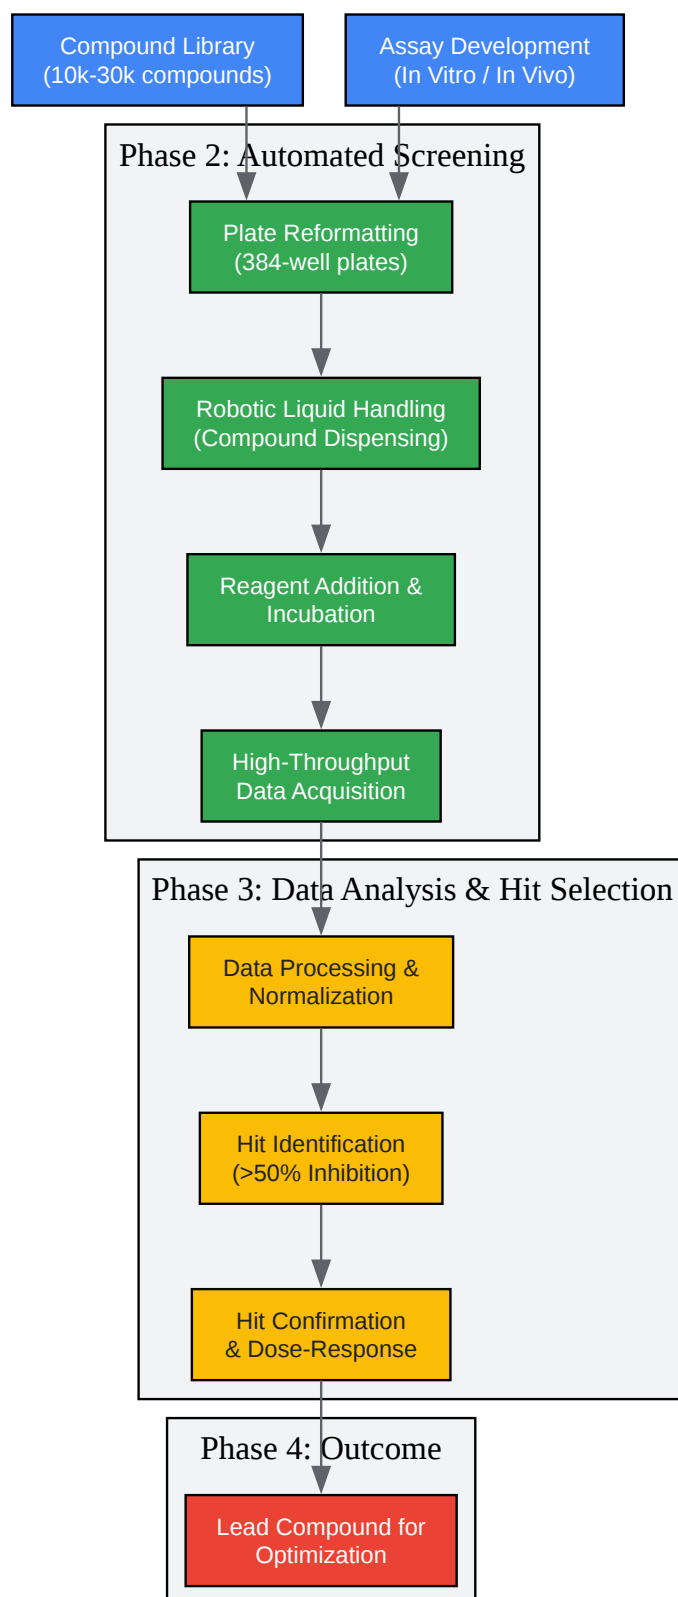 Compound Library
(10k-30k compounds)
Assay Development
(In Vitro / In Vivo)
Phase 2: Automated Screening
Plate Reformatting
(384-well plates)
Robotic Liquid Handling
(Compound Dispensing)
Reagent Addition &
Incubation
High-Throughput
Data Acquisition
Phase 3: Data Analysis & Hit Selection
Data Processing &
Normalization
Hit Identification
(>50% Inhibition)
Hit Confirmation
& Dose-Response
Phase 4: Outcome
Lead Compound for
Optimization